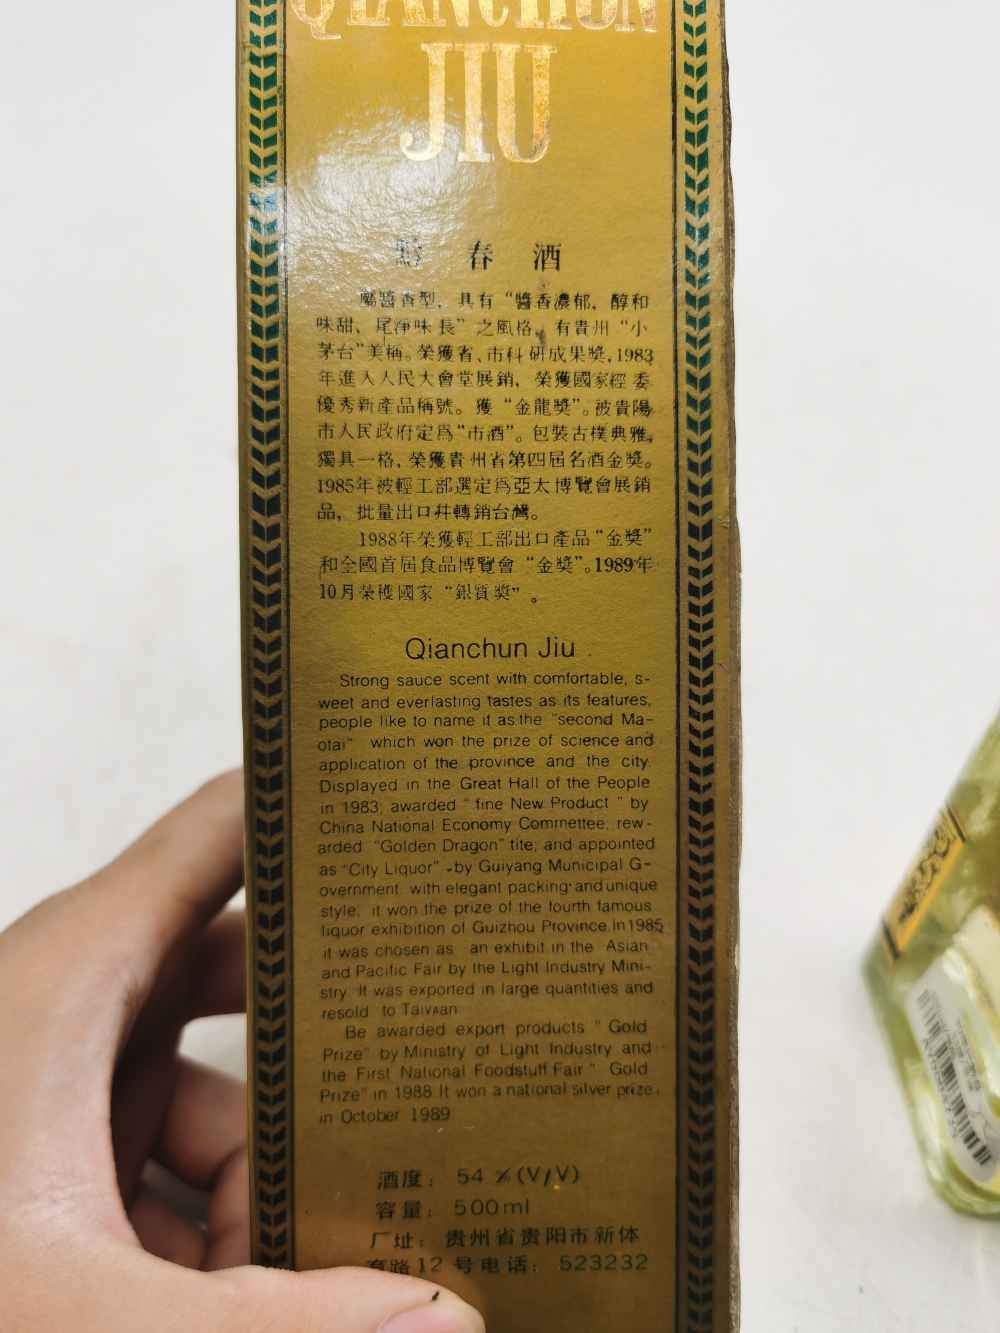 QIANCHUN
JIU
黔春酒
屬醬香型，具有“醬香濃郁，醇和
味甜、尾淨味長”之風格，有貴州“小
茅台”美稱。榮獲省、市科研成果獎，1983
年進入人民大會堂展銷，榮獲國家經委
優秀新產品稱號。獲“金龍獎”。被貴陽
市人民政府定爲“市酒”。包裝古樸典雅，
獨具一格，榮獲貴州省第四屆名酒金獎。
1985年被輕工部選定爲亞太博覽會展銷
品，批量出口幷轉銷台灣。
1988年榮獲輕工部出口產品“金獎”
和全國首屆食品博覽會“金獎”。1989年
10月榮穫國家“銀質獎”。
Qianchun Jiu
Strong sauce scent with comfortable, s-
weet and everlasting tastes as its features,
people like to name it as the "second Ma-
otai" which won the prize of science and
application of the province and the city.
Displayed in the Great Hall of the People
in 1983, awarded "fine New Product" by
China National Economy Commettee, rew-
arded "Golden Dragon" tite, and appointed
as "City Liquor" -by Guiyang Municipal G-
overnment. with elegant packing and unique
style, it won the prize of the fourth famous
liquor exhibition of Guizhou Province. In 1985
it was chosen as an exhibit in the Asian
and Pacific Fair by the Light Industry Mini-
stry It was exported in large quantities and
resold to Taiwan
Be awarded export products " Gold
Prize" by Ministry of Light Industry and
the First National Foodstuff Fair " Gold
Prize" in 1988. It won a national silver prize
in October 1989
酒度：54％(V/V)
容量：500ml
厂址：贵州省贵阳市新体
育路12号电话：523232